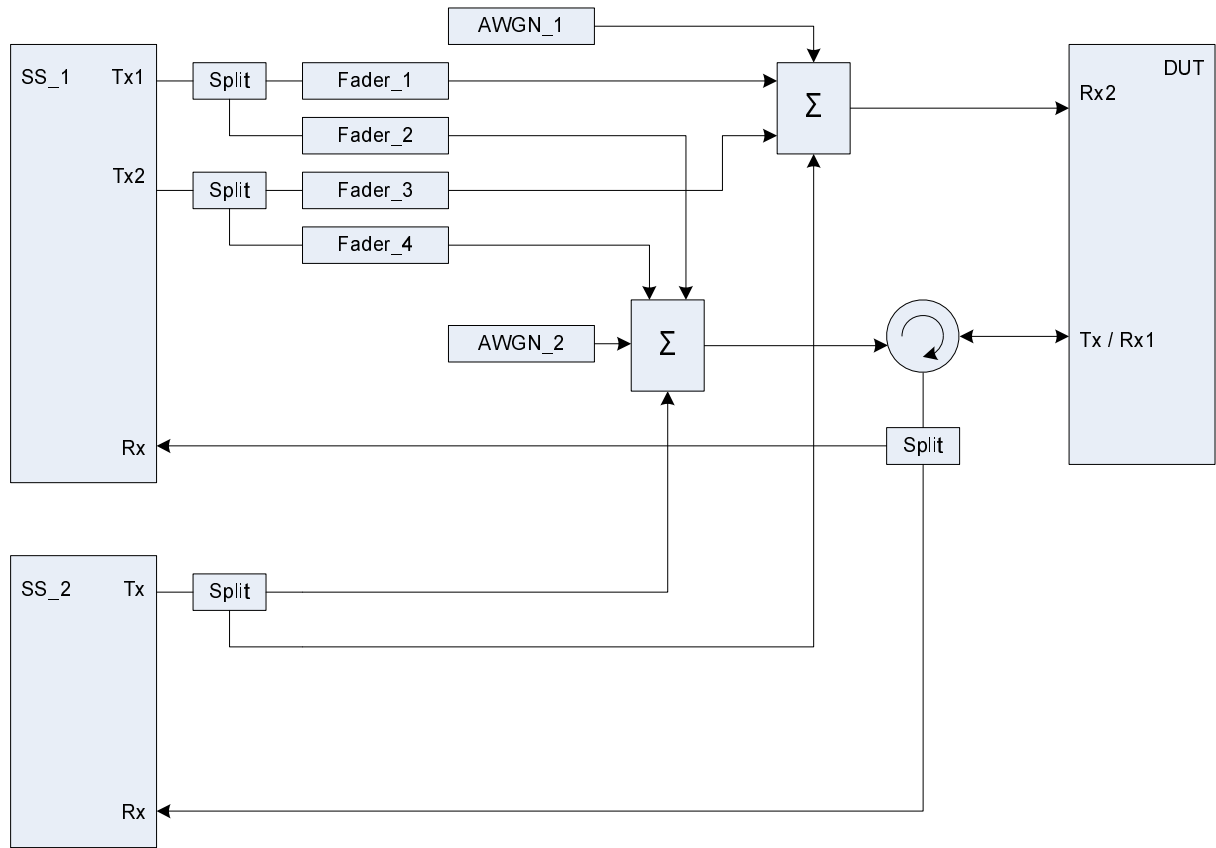 AWGN_1
SS_1
Tx1
Split
Fader_1
Σ
DUT
Rx2
Fader_2
Tx2
Split
Fader_3
Fader_4
AWGN_2
Σ
Tx / Rx1
Rx
Split
SS_2
Tx
Split
Rx